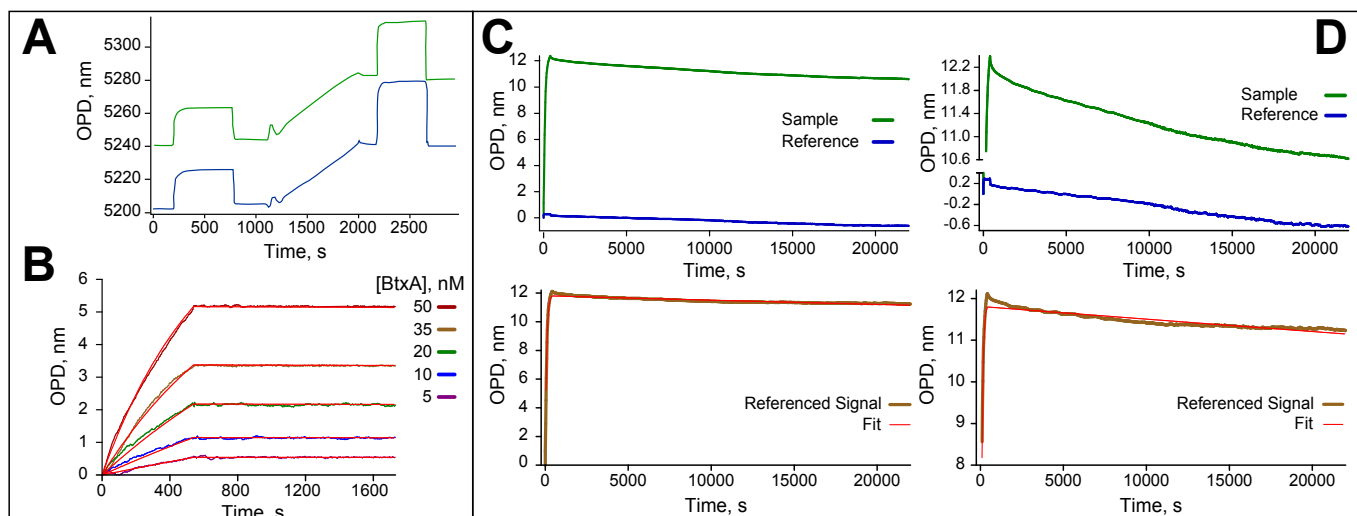 A
OPD, nm
5300
5280
5260
5240
5220
5200
0 500 1000 1500 2000 2500
Time, s
B
[BtxA], nM
50
35
20
10
5
OPD, nm
6
5
4
3
2
1
0
0 400 800 1200 1600
Time, s
C
OPD, nm
12
10
8
6
4
2
0
Sample
Reference
0 5000 10000 15000 20000
Time, s
OPD, nm
12
10
8
6
4
2
0
Referenced Signal
Fit
0 5000 10000 15000 20000
Time, s
D
OPD, nm
12.2
11.8
11.4
11.0
10.6
0.2
-0.2
-0.6
Sample
Reference
0 5000 10000 15000 20000
Time, s
OPD, nm
12
11
10
9
8
Referenced Signal
Fit
0 5000 10000 15000 20000
Time, s